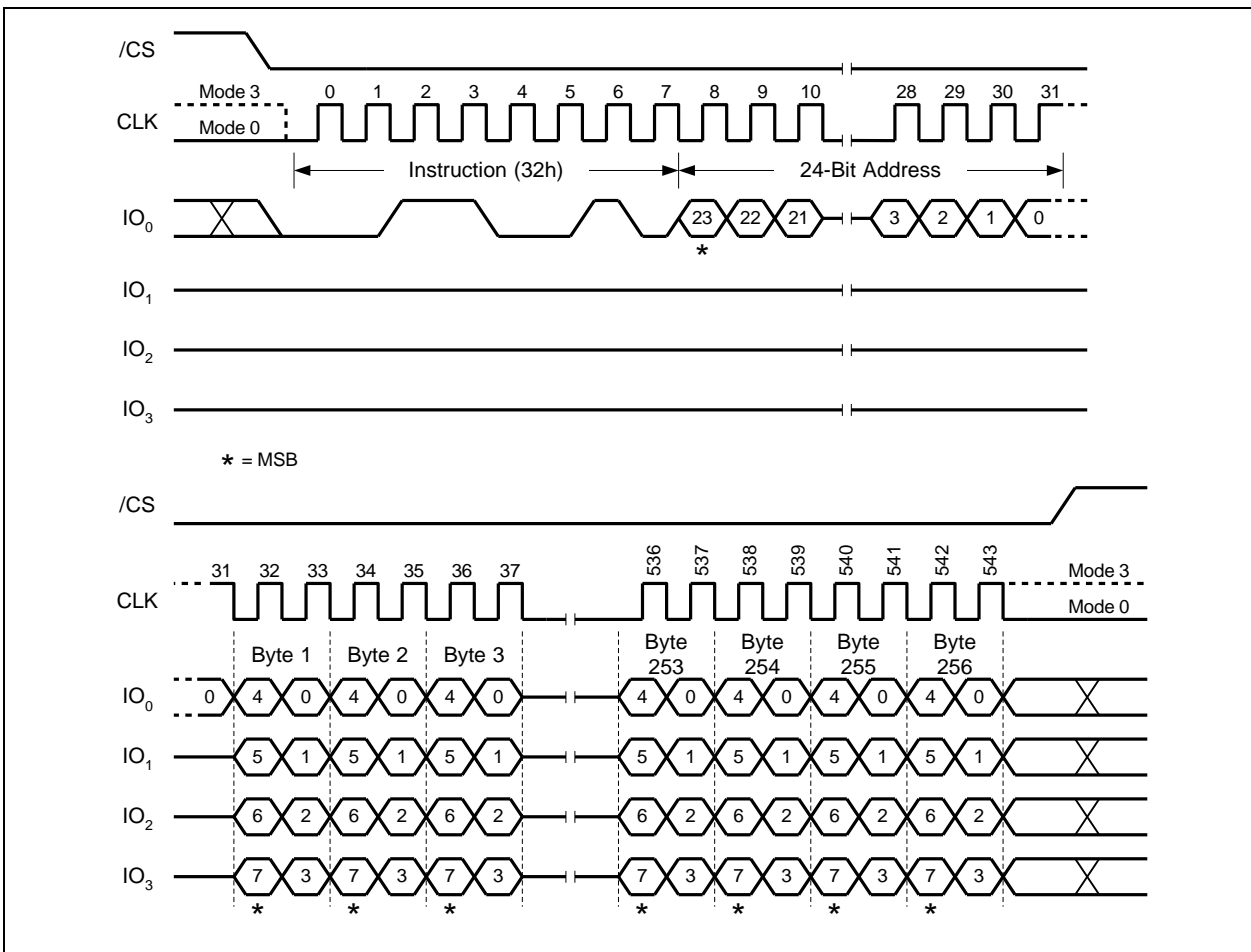 /CS
Mode 3 0 1 2 3 4 5 6 7 8 9 10 28 29 30 31
CLK
Mode 0
Instruction (32h) 24-Bit Address
IO0 23 22 21 3 2 1 0
*
IO1
IO2
IO3
* = MSB
/CS
31 32 33 34 35 36 37 536 537 538 539 540 541 542 543 Mode 3
CLK
Mode 0
Byte 1 Byte 2 Byte 3 Byte 253 Byte 254 Byte 255 Byte 256
IO0 0 4 0 4 0 4 0 4 0 4 0 4 0 4 0
IO1 5 1 5 1 5 1 5 1 5 1 5 1 5 1
IO2 6 2 6 2 6 2 6 2 6 2 6 2 6 2
IO3 7 3 7 3 7 3 7 3 7 3 7 3 7 3
* * * * * * *